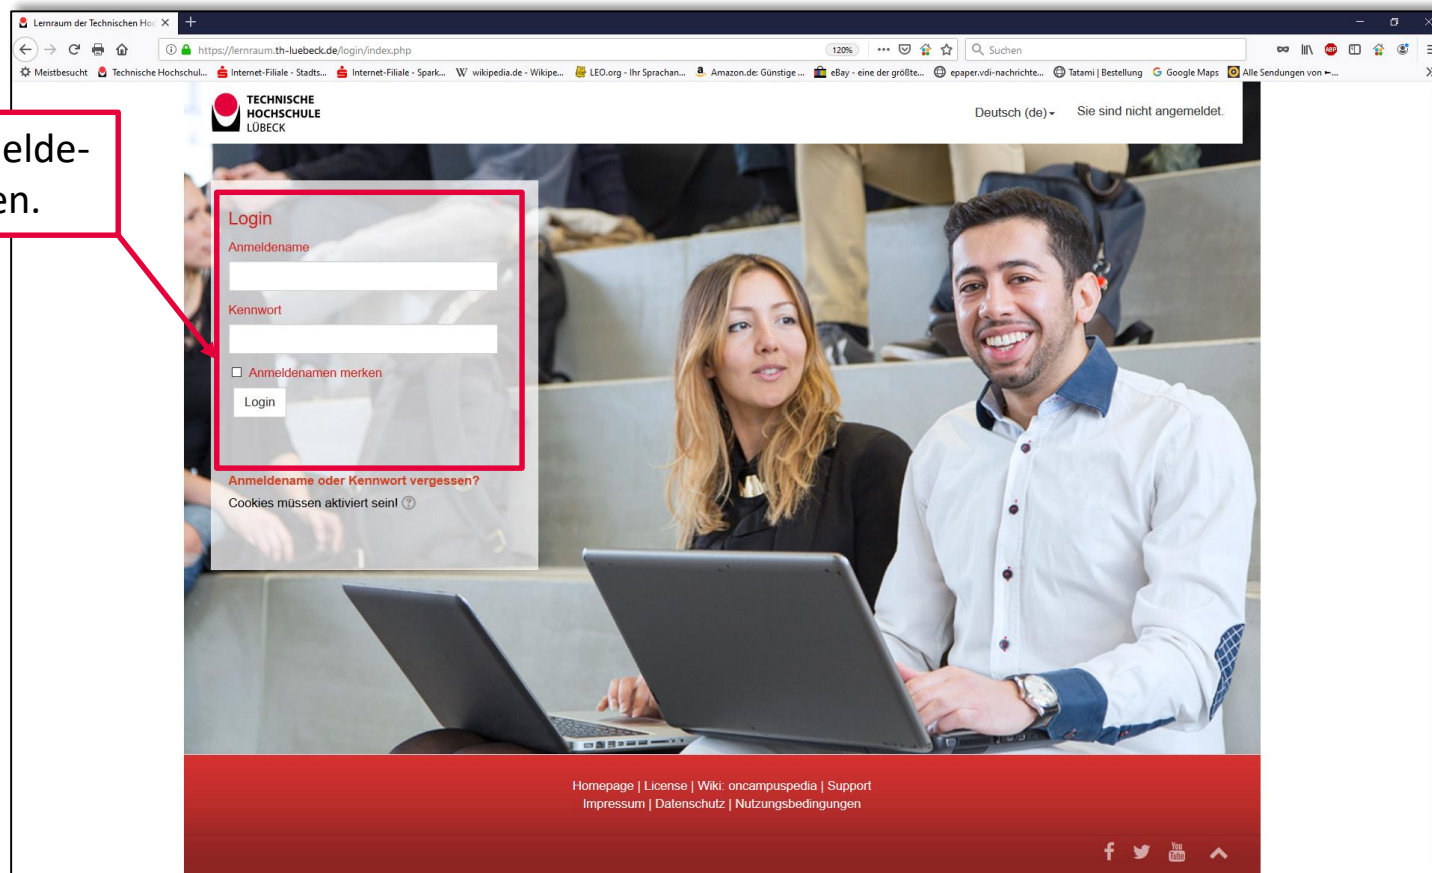 Lernraum der Technischen Hoc
https://lernraum.th-luebeck.de/login/index.php
120%
Suchen
Meistbesucht
Technische Hochschul...
Internet-Filiale - Stadts...
Internet-Filiale - Spark...
wikipedia.de - Wikipe...
LEO.org - Ihr Sprachan...
Amazon.de: Günstige ...
eBay - eine der größte...
epaper.vdi-nachrichte...
Tatami | Bestellung
Google Maps
Alle Sendungen von ►...
TECHNISCHE
HOCHSCHULE
LÜBECK
Deutsch (de)
Sie sind nicht angemeldet.
elde-
en.
Login
Anmeldename
Kennwort
Anmeldenamen merken
Login
Anmeldename oder Kennwort vergessen?
Cookies müssen aktiviert sein!
Homepage | License | Wiki: oncampuspedia | Support
Impressum | Datenschutz | Nutzungsbedingungen
You
Tube